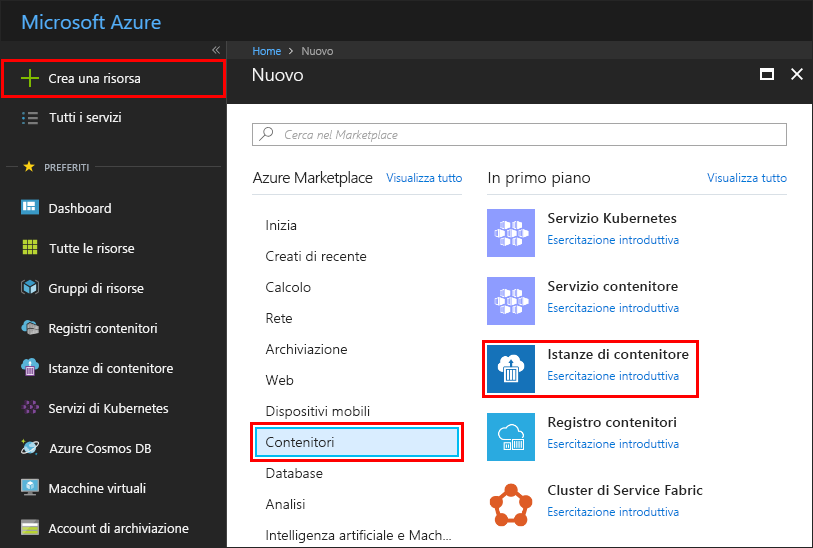 Microsoft Azure
«
Crea una risorsa
Tutti i servizi
PREFERITI
Dashboard
Tutte le risorse
Gruppi di risorse
Registri contenitori
Istanze di contenitore
Servizi di Kubernetes
Azure Cosmos DB
Macchine virtuali
Account di archiviazione
Home > Nuovo
Nuovo
Cerca nel Marketplace
Azure Marketplace Visualizza tutto
Inizia
Creati di recente
Calcolo
Rete
Archiviazione
Web
Dispositivi mobili
Contenitori
Database
Analisi
Intelligenza artificiale e Mach...
In primo piano Visualizza tutto
Servizio Kubernetes
Esercitazione introduttiva
Servizio contenitore
Esercitazione introduttiva
Istanze di contenitore
Esercitazione introduttiva
Registro contenitori
Esercitazione introduttiva
Cluster di Service Fabric
Esercitazione introduttiva